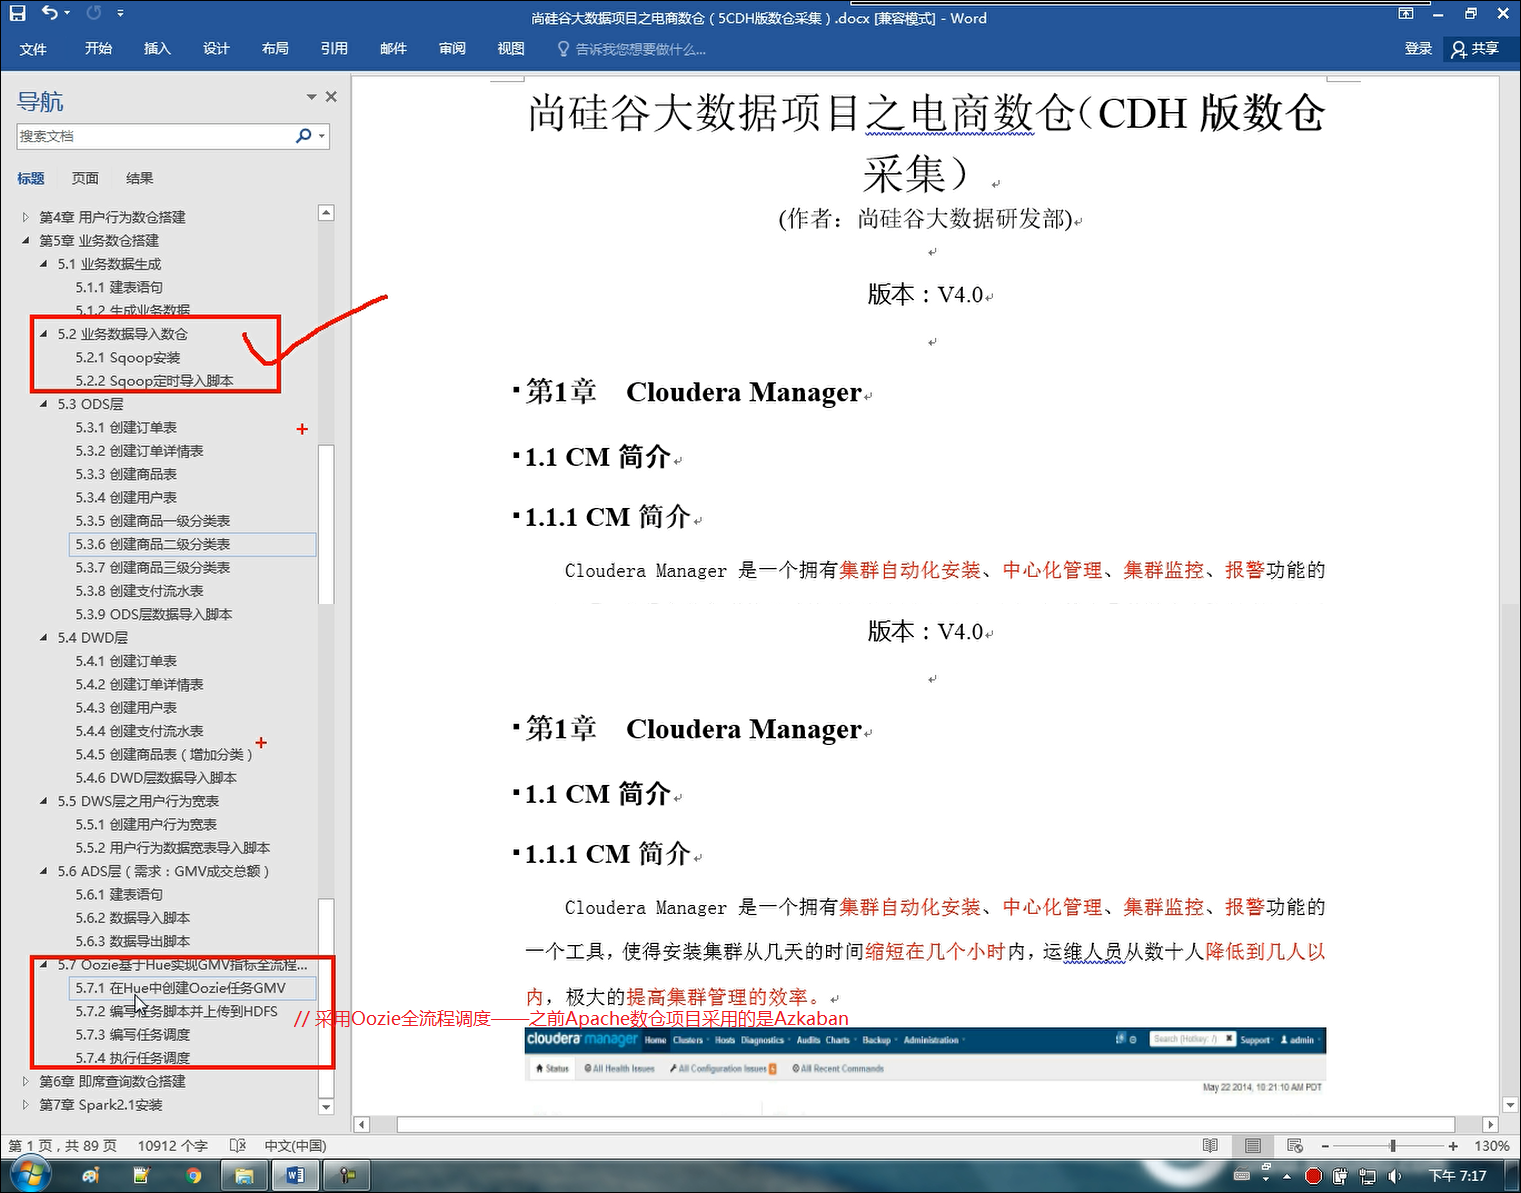 尚硅谷大数据项目之电商数仓（5CDH版数仓采集）.docx [兼容模式] - Word
文件 开始 插入 设计 布局 引用 邮件 审阅 视图 告诉我您想要做什么... 登录 共享
导航
搜索文档
标题 页面 结果
第4章 用户行为数仓搭建
第5章 业务数仓搭建
5.1 业务数据生成
5.1.1 建表语句
5.1.2 生成业务数据
5.2 业务数据导入数仓
5.2.1 Sqoop安装
5.2.2 Sqoop定时导入脚本
5.3 ODS层
5.3.1 创建订单表
5.3.2 创建订单详情表
5.3.3 创建商品表
5.3.4 创建用户表
5.3.5 创建商品一级分类表
5.3.6 创建商品二级分类表
5.3.7 创建商品三级分类表
5.3.8 创建支付流水表
5.3.9 ODS层数据导入脚本
5.4 DWD层
5.4.1 创建订单表
5.4.2 创建订单详情表
5.4.3 创建用户表
5.4.4 创建支付流水表
5.4.5 创建商品表（增加分类）
5.4.6 DWD层数据导入脚本
5.5 DWS层之用户行为宽表
5.5.1 创建用户行为宽表
5.5.2 用户行为数据宽表导入脚本
5.6 ADS层（需求：GMV成交总额）
5.6.1 建表语句
5.6.2 数据导入脚本
5.6.3 数据导出脚本
5.7 Oozie基于Hue实现GMV指标全流程...
5.7.1 在Hue中创建Oozie任务GMV
5.7.2 编写任务脚本并上传到HDFS
5.7.3 编写任务调度
5.7.4 执行任务调度
第6章 即席查询数仓搭建
第7章 Spark2.1安装
尚硅谷大数据项目之电商数仓（CDH 版数仓
采集）
(作者：尚硅谷大数据研发部)
版本：V4.0
第1章 Cloudera Manager
1.1 CM 简介
1.1.1 CM 简介
Cloudera Manager 是一个拥有集群自动化安装、中心化管理、集群监控、报警功能的
版本：V4.0
第1章 Cloudera Manager
1.1 CM 简介
1.1.1 CM 简介
Cloudera Manager 是一个拥有集群自动化安装、中心化管理、集群监控、报警功能的
一个工具，使得安装集群从几天的时间缩短在几个小时内，运维人员从数十人降低到几人以
内，极大的提高集群管理的效率。
// 采用Oozie全流程调度——之前Apache数仓项目采用的是Azkaban
cloudera manager Home Clusters Hosts Diagnostics Audits Charts Backup Administration Search (Hotkey: /) Support admin
Status All Health Issues All Configuration Issues All Recent Commands
May 22 2014, 10:21:10 AM PDT
第 1 页，共 89 页 10912 个字 中文(中国) 130%
下午 7:17